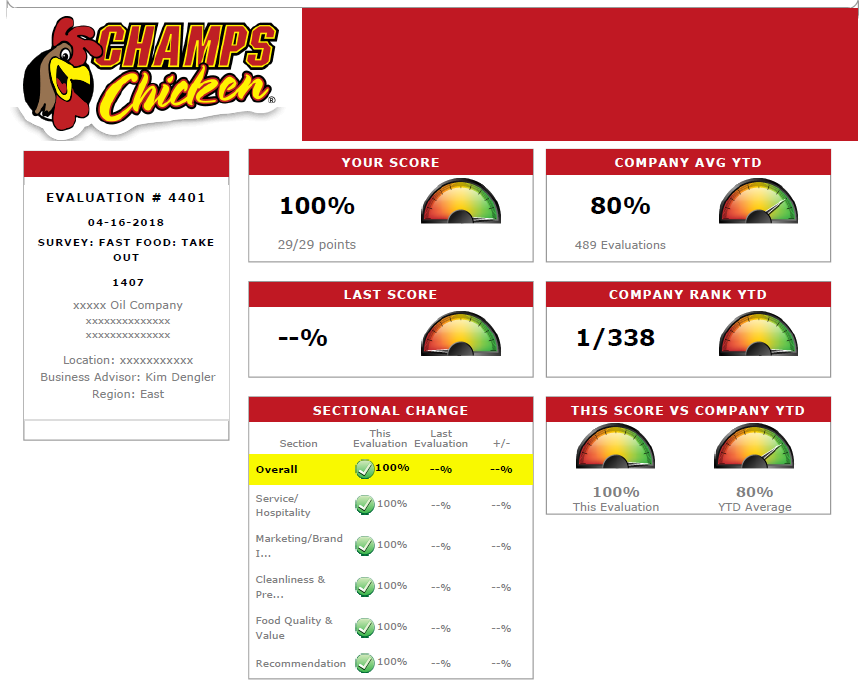 CHAMPS
Chicken®
EVALUATION # 4401
04-16-2018
SURVEY: FAST FOOD: TAKE
OUT
1407
xxxxx Oil Company
xxxxxxxxxxxxxx
xxxxxxxxxxxxxx
Location: xxxxxxxxxxx
Business Advisor: Kim Dengler
Region: East
YOUR SCORE
100%
29/29 points
COMPANY AVG YTD
80%
489 Evaluations
LAST SCORE
--%
COMPANY RANK YTD
1/338
SECTIONAL CHANGE
Section This Evaluation Last Evaluation +/-
Overall 100% --% --%
Service/
Hospitality 100% --% --%
Marketing/Brand
I... 100% --% --%
Cleanliness &
Pre... 100% --% --%
Food Quality &
Value 100% --% --%
Recommendation 100% --% --%
THIS SCORE VS COMPANY YTD
100% 80%
This Evaluation YTD Average